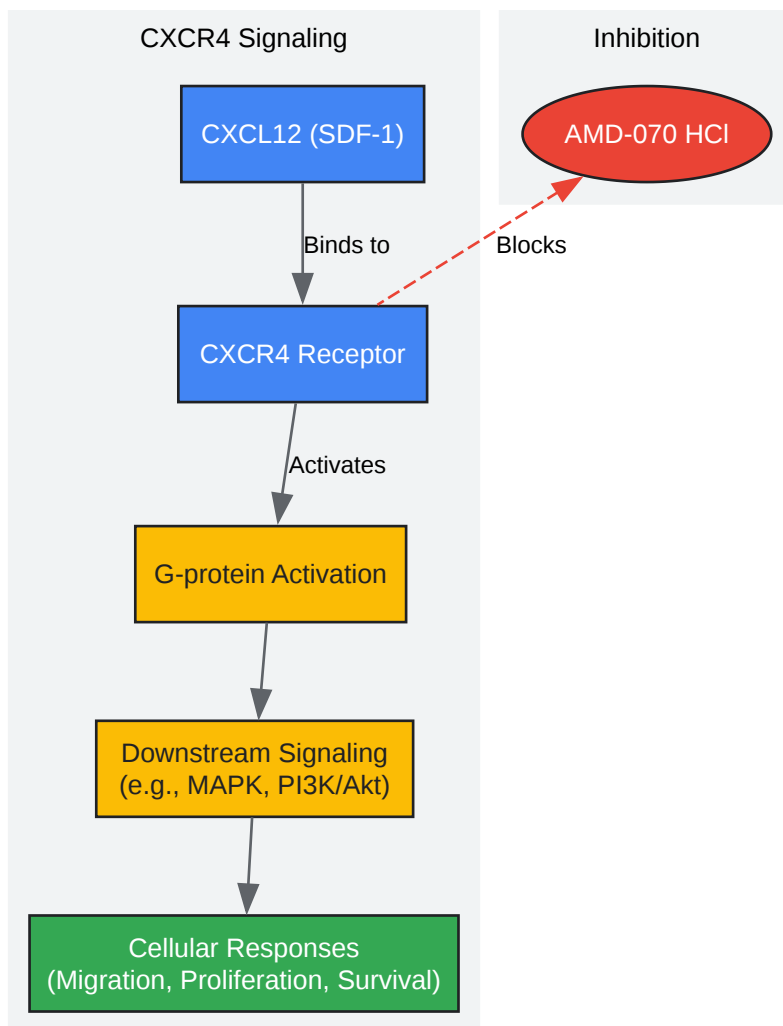 CXCR4 Signaling
Inhibition
CXCL12 (SDF-1)
AMD-070 HCl
Binds to
Blocks
CXCR4 Receptor
Activates
G-protein Activation
Downstream Signaling
(e.g., MAPK, PI3K/Akt)
Cellular Responses
(Migration, Proliferation, Survival)